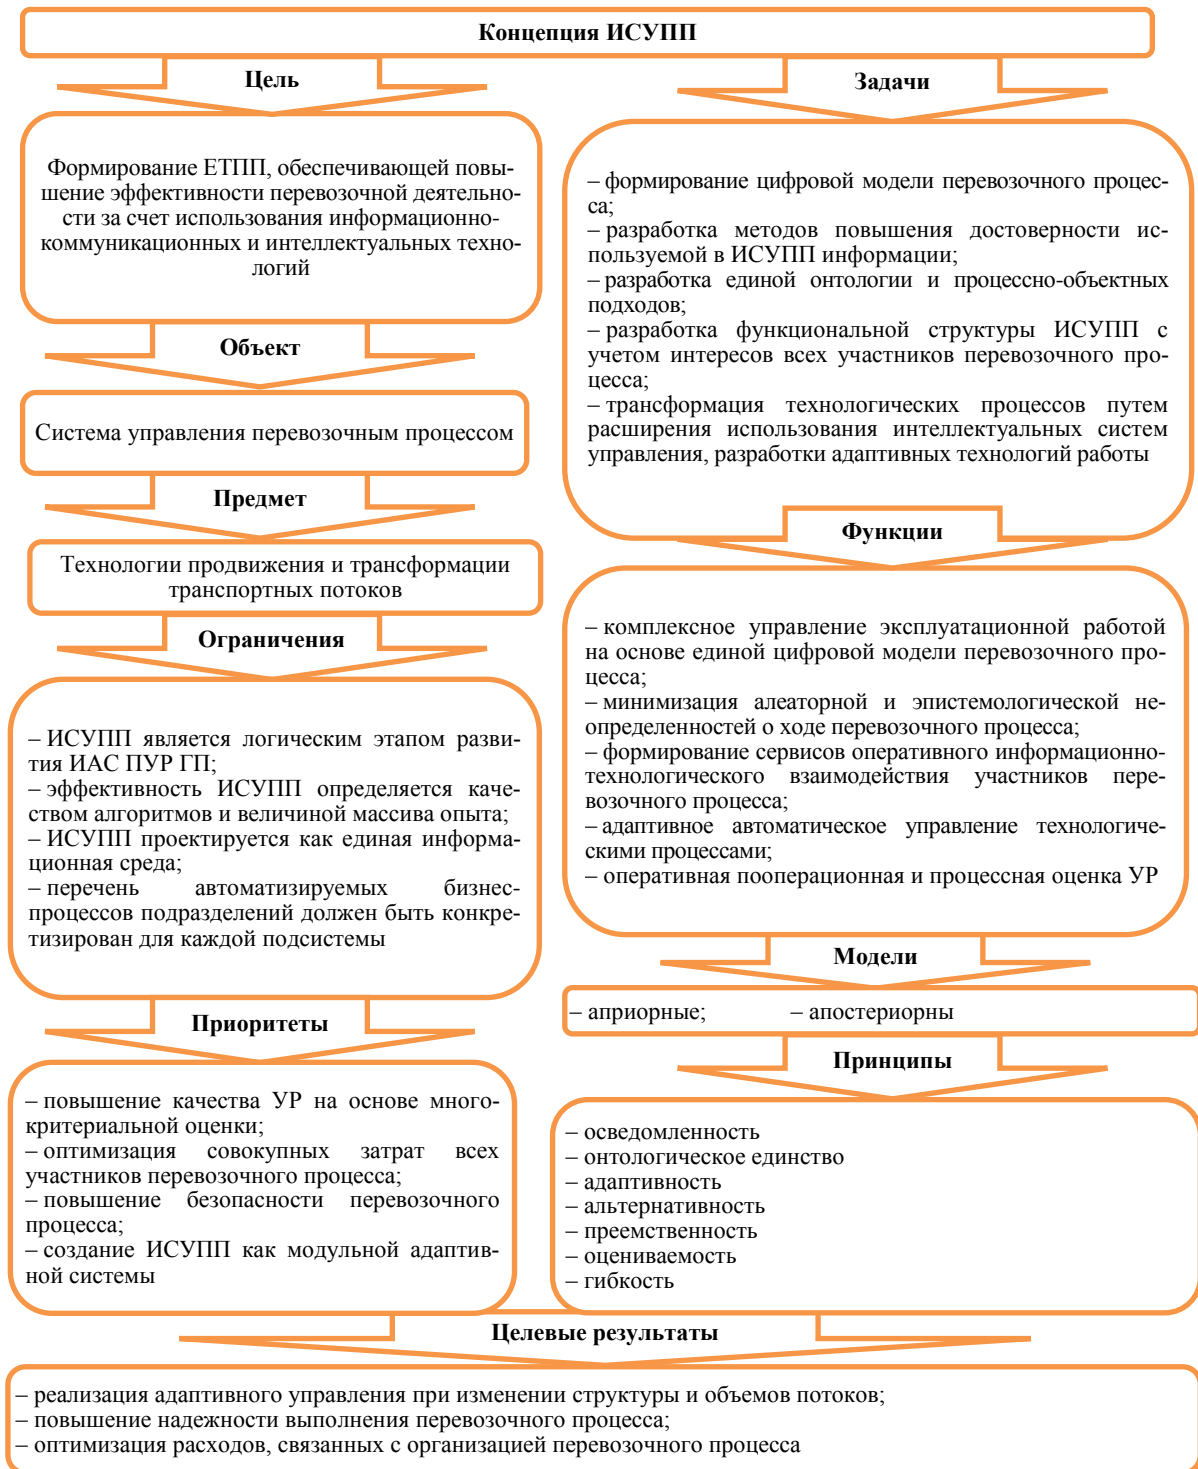 Концепция ИСУПП
Цель
Формирование ЕТПП, обеспечивающей повы-
шение эффективности перевозочной деятельно-
сти за счет использования информационно-
коммуникационных и интеллектуальных техно-
логий
Объект
Система управления перевозочным процессом
Предмет
Технологии продвижения и трансформации
транспортных потоков
Ограничения
– ИСУПП является логическим этапом разви-
тия ИАС ПУР ГП;
– эффективность ИСУПП определяется каче-
ством алгоритмов и величиной массива опыта;
– ИСУПП проектируется как единая информа-
ционная среда;
– перечень автоматизируемых бизнес-
процессов подразделений должен быть конкре-
тизирован для каждой подсистемы
Приоритеты
– повышение качества УР на основе много-
критериальной оценки;
– оптимизация совокупных затрат всех
участников перевозочного процесса;
– повышение безопасности перевозочного
процесса;
– создание ИСУПП как модульной адаптив-
ной системы
Задачи
– формирование цифровой модели перевозочного процес-
са;
– разработка методов повышения достоверности ис-
пользуемой в ИСУПП информации;
– разработка единой онтологии и процессно-объектных
подходов;
– разработка функциональной структуры ИСУПП с
учетом интересов всех участников перевозочного про-
цесса;
– трансформация технологических процессов путем
расширения использования интеллектуальных систем
управления, разработки адаптивных технологий работы
Функции
– комплексное управление эксплуатационной работой
на основе единой цифровой модели перевозочного про-
цесса;
– минимизация алеаторной и эпистемологической не-
определенностей о ходе перевозочного процесса;
– формирование сервисов оперативного информационно-
технологического взаимодействия участников пере-
возочного процесса;
– адаптивное автоматическое управление технологиче-
скими процессами;
– оперативная пооперационная и процессная оценка УР
Модели
– априорные; – апостериорны
Принципы
– осведомленность
– онтологическое единство
– адаптивность
– альтернативность
– преемственность
– оцениваемость
– гибкость
Целевые результаты
– реализация адаптивного управления при изменении структуры и объемов потоков;
– повышение надежности выполнения перевозочного процесса;
– оптимизация расходов, связанных с организацией перевозочного процесса